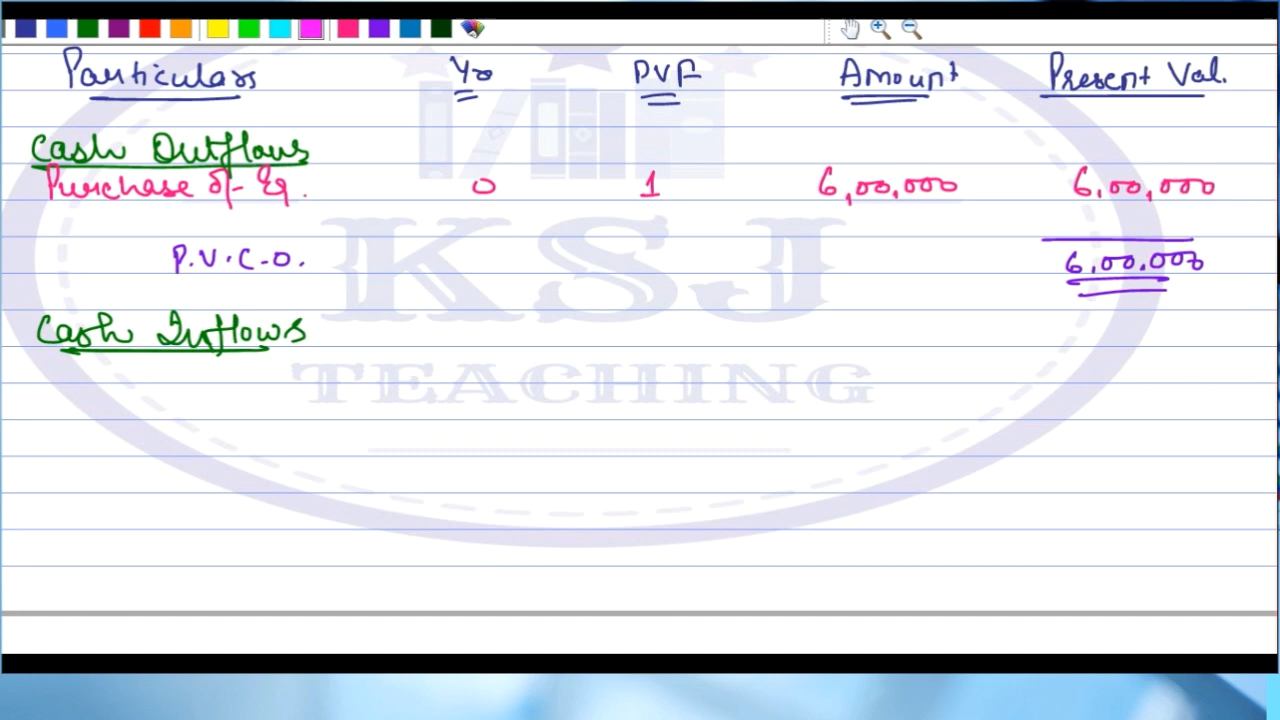 Particulars Yr PVF Amount Present Val.
Cash Outflows
Purchase of Eq. 0 1 6,00,000 6,00,000
P.V.C.O. 6,00,000
Cash Inflows
KSJ
TEACHING